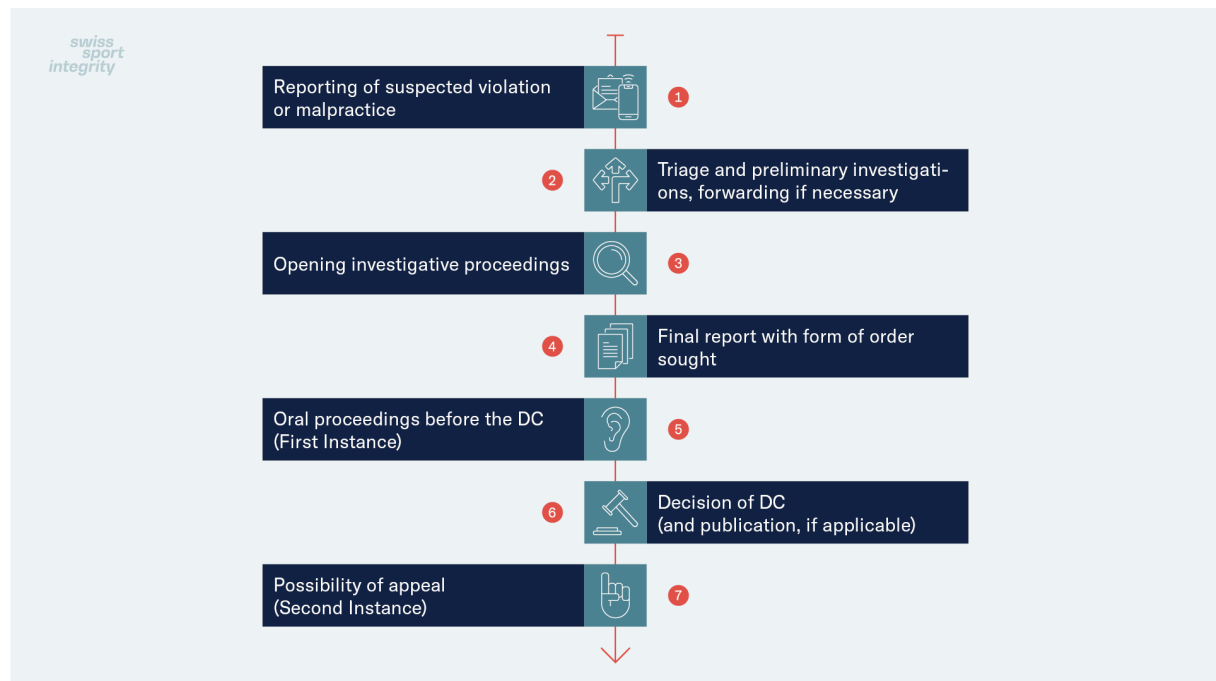 swiss
sport
integrity
Reporting of suspected violation
or malpractice
1
2
Triage and preliminary investigati-
ons, forwarding if necessary
Opening investigative proceedings
3
4
Final report with form of order
sought
Oral proceedings before the DC
(First Instance)
5
6
Decision of DC
(and publication, if applicable)
Possibility of appeal
(Second Instance)
7